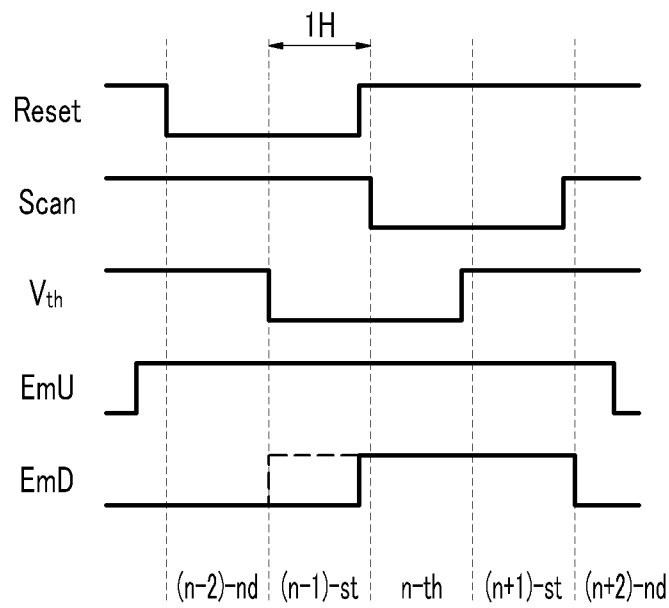 1H
Reset
Scan
Vth
EmU
EmD
(n-2)-nd (n-1)-st n-th (n+1)-st (n+2)-nd